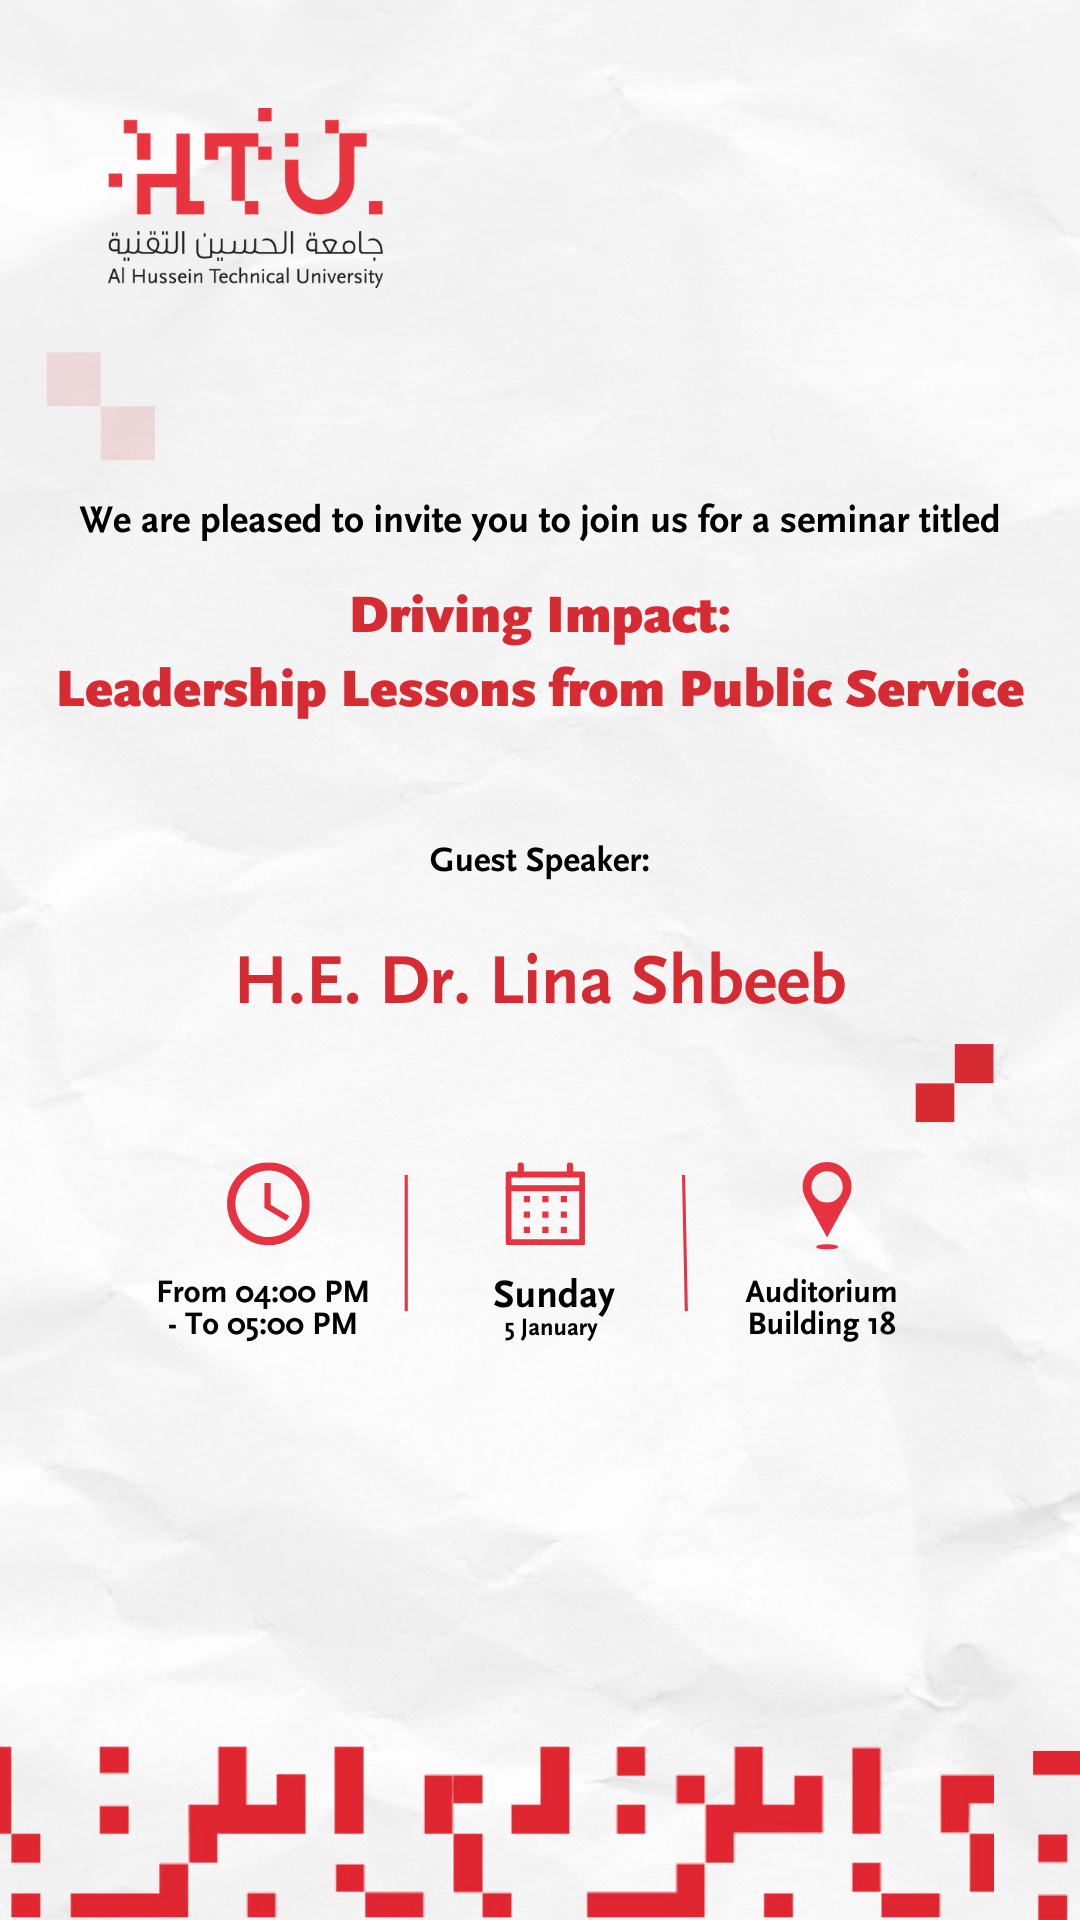 HTU
جامعة الحسين التقنية
Al Hussein Technical University
We are pleased to invite you to join us for a seminar titled
Driving Impact:
Leadership Lessons from Public Service
Guest Speaker:
H.E. Dr. Lina Shbeeb
From 04:00 PM
- To 05:00 PM
Sunday
5 January
Auditorium
Building 18